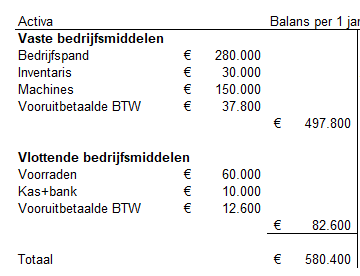 Activa Balans per 1 jan
Vaste bedrijfsmiddelen
Bedrijfspand € 280.000
Inventaris € 30.000
Machines € 150.000
Vooruitbetaalde BTW € 37.800
€ 497.800
Vlottende bedrijfsmiddelen
Voorraden € 60.000
Kas+bank € 10.000
Vooruitbetaalde BTW € 12.600
€ 82.600
Totaal € 580.400